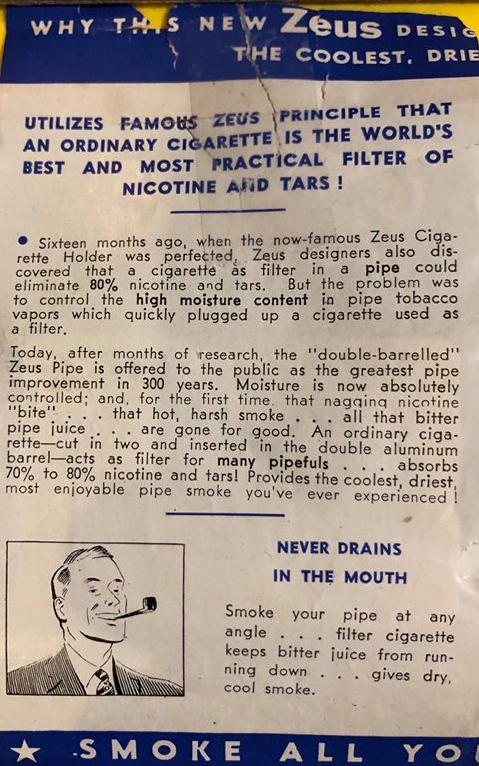 WHY THIS NEW Zeus DESIG
THE COOLEST, DRIE
UTILIZES FAMOUS ZEUS PRINCIPLE THAT
AN ORDINARY CIGARETTE IS THE WORLD'S
BEST AND MOST PRACTICAL FILTER OF
NICOTINE AND TARS !
• Sixteen months ago, when the now-famous Zeus Ciga-
rette Holder was perfected, Zeus designers also dis-
covered that a cigarette as filter in a pipe could
eliminate 80% nicotine and tars. But the problem was
to control the high moisture content in pipe tobacco
vapors which quickly plugged up a cigarette used as
a filter.
Today, after months of research, the "double-barrelled"
Zeus Pipe is offered to the public as the greatest pipe
improvement in 300 years. Moisture is now absolutely
controlled; and, for the first time, that nagging nicotine
"bite" . . . that hot, harsh smoke . . . all that bitter
pipe juice . . . are gone for good. An ordinary ciga-
rette—cut in two and inserted in the double aluminum
barrel—acts as filter for many pipefuls . . . absorbs
70% to 80% nicotine and tars! Provides the coolest, driest,
most enjoyable pipe smoke you've ever experienced !
NEVER DRAINS
IN THE MOUTH
Smoke your pipe at any
angle . . . filter cigarette
keeps bitter juice from run-
ning down . . . gives dry,
cool smoke.
★ SMOKE ALL YOU